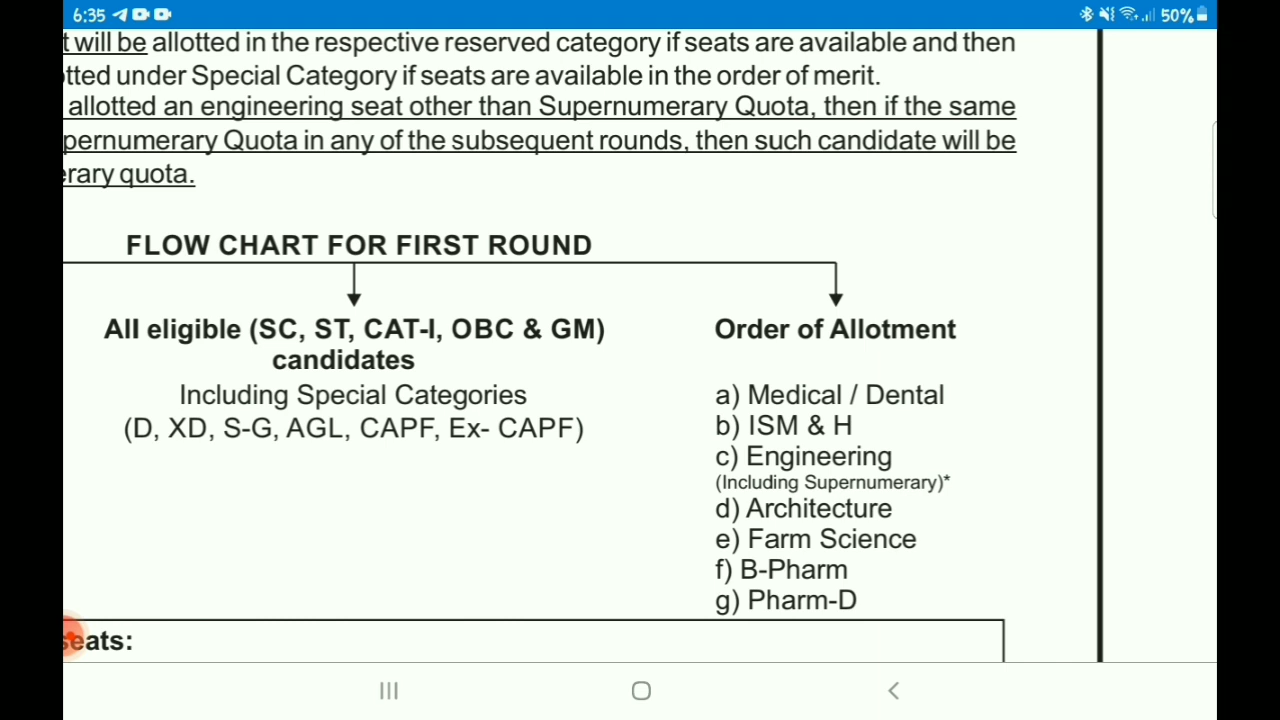 6:35
50%
t will be allotted in the respective reserved category if seats are available and then
tted under Special Category if seats are available in the order of merit.
allotted an engineering seat other than Supernumerary Quota, then if the same
pernumerary Quota in any of the subsequent rounds, then such candidate will be
erary quota.
FLOW CHART FOR FIRST ROUND
All eligible (SC, ST, CAT-I, OBC & GM)
candidates
Including Special Categories
(D, XD, S-G, AGL, CAPF, Ex- CAPF)
Order of Allotment
a) Medical / Dental
b) ISM & H
c) Engineering
(Including Supernumerary)*
d) Architecture
e) Farm Science
f) B-Pharm
g) Pharm-D
seats: